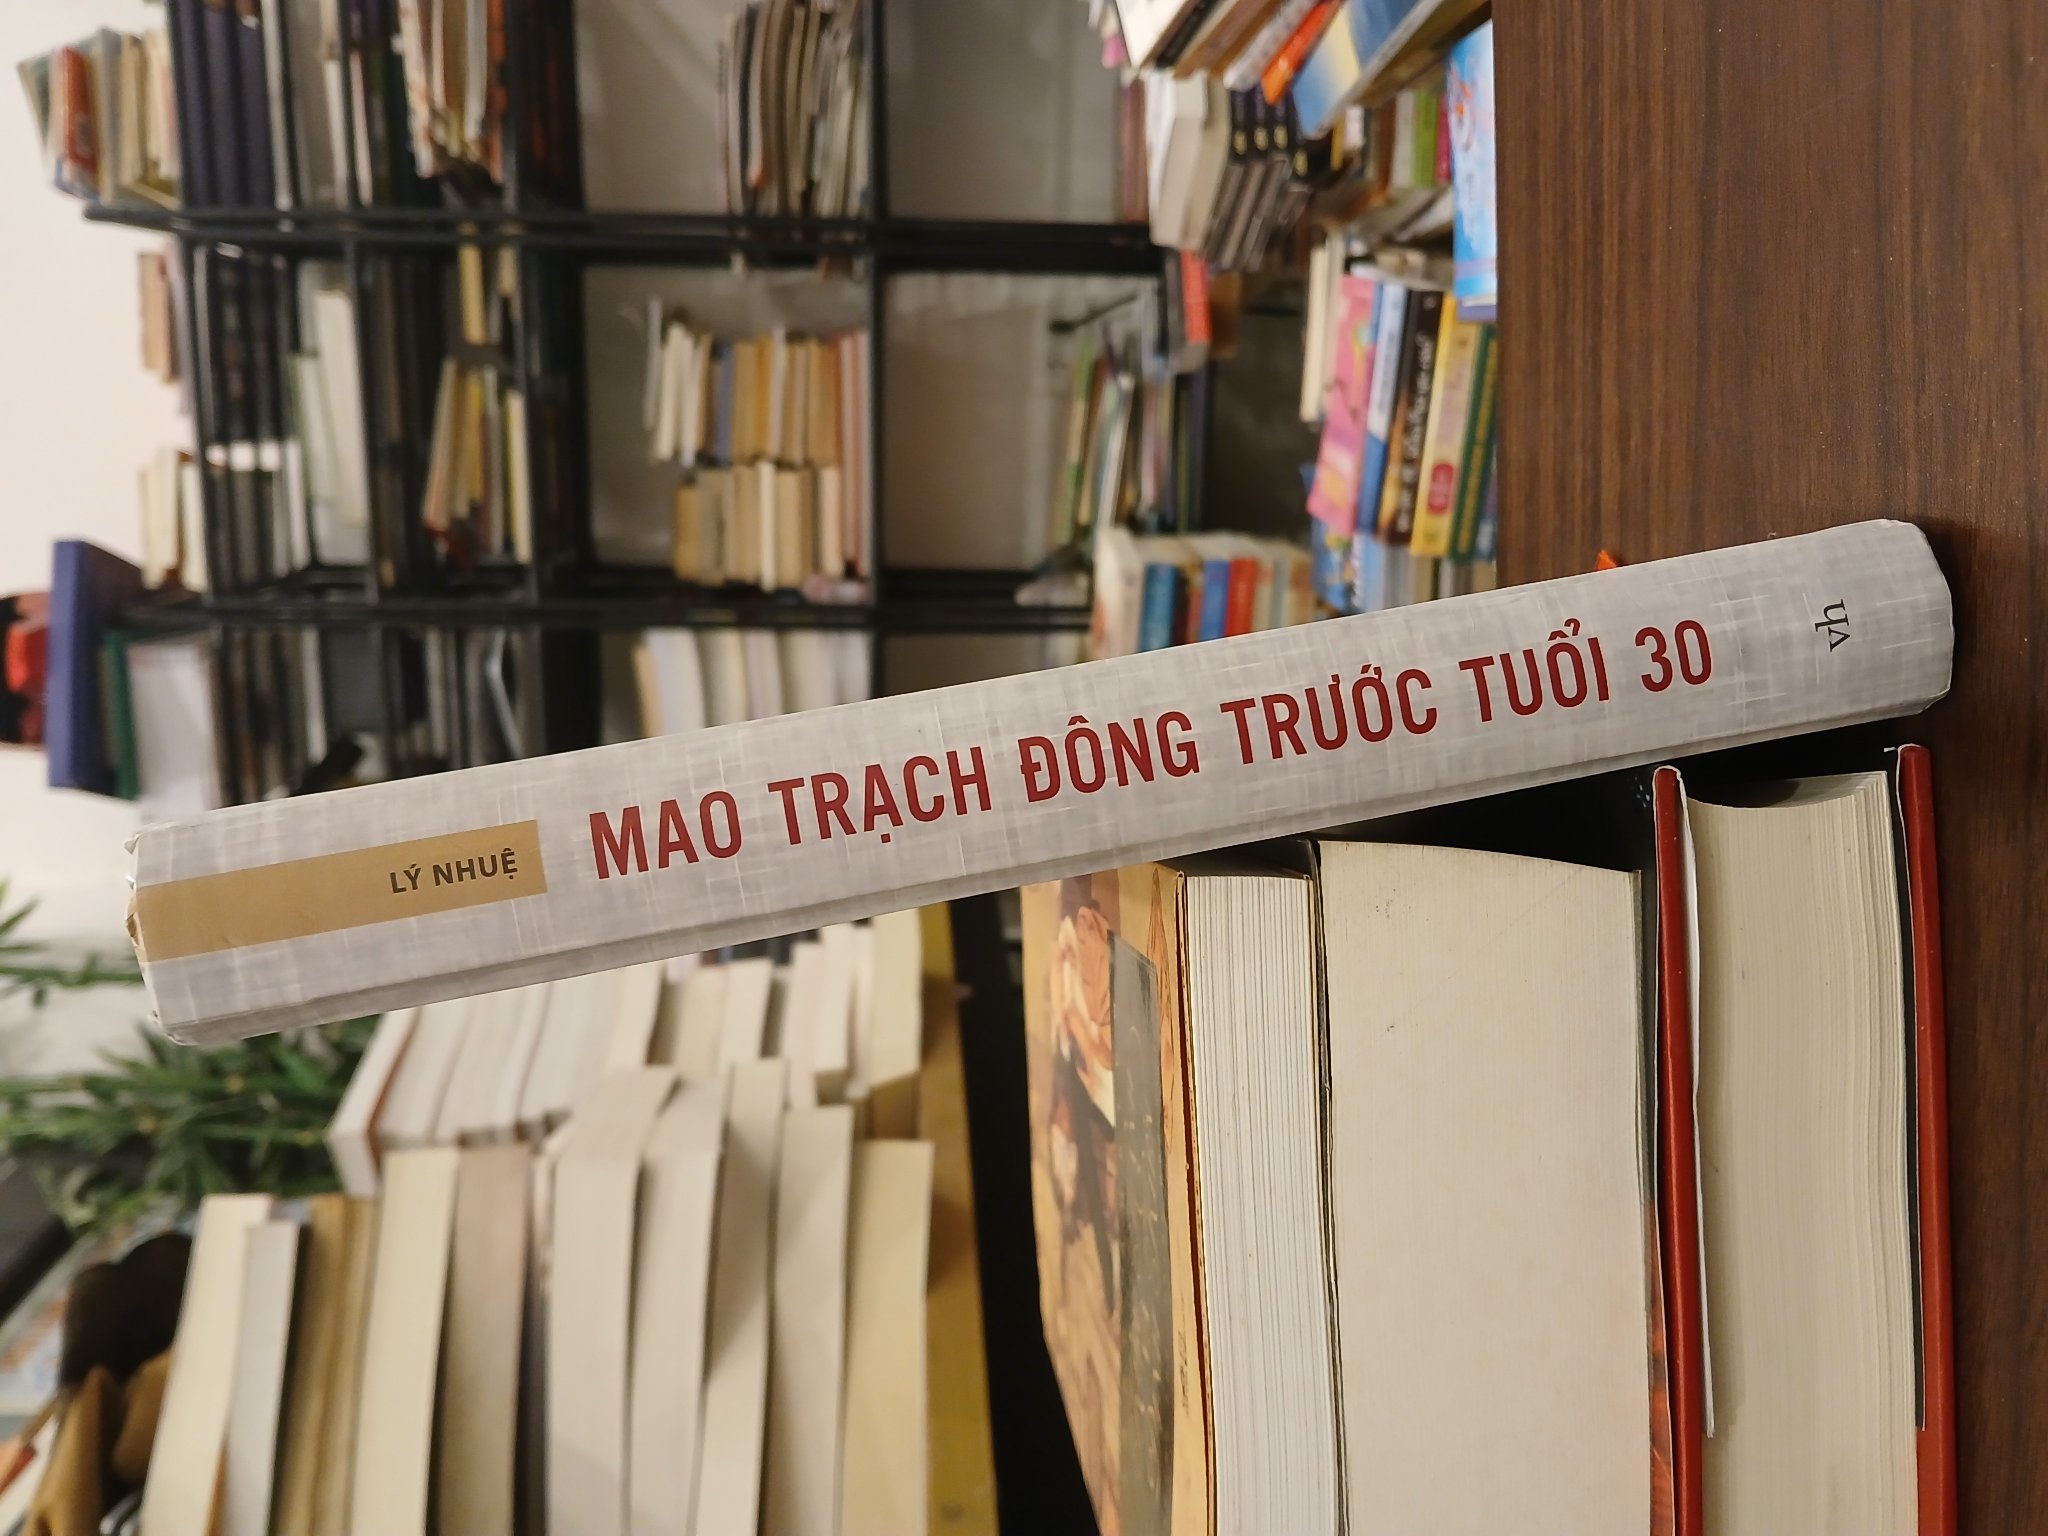 LÝ NHUỆ
MAO TRẠCH ĐÔNG TRƯỚC TUỔI 30
vh